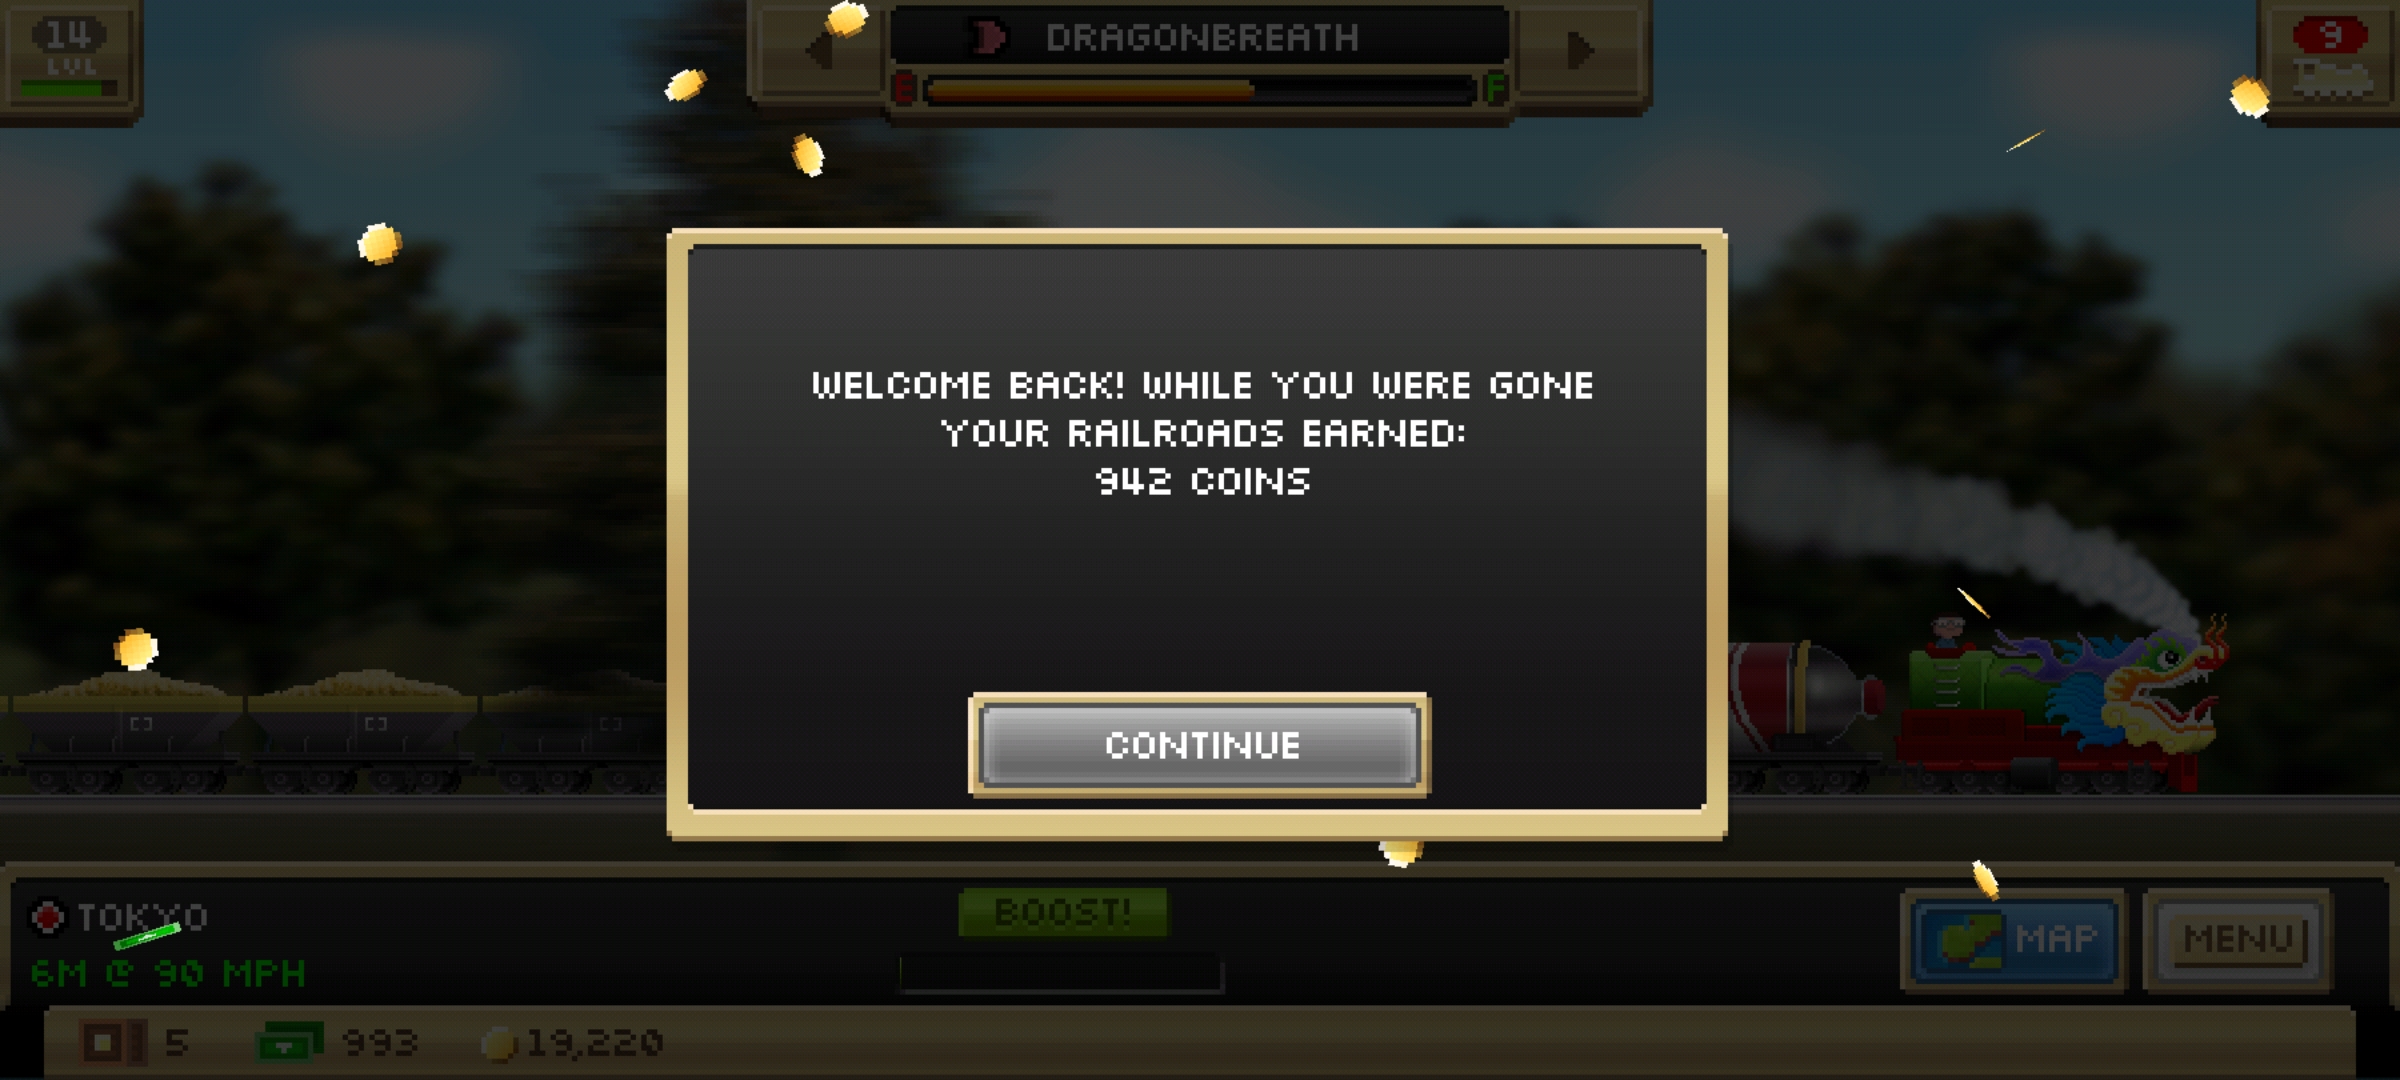 14
LVL
DRAGONBREATH
E
F
9
WELCOME BACK! WHILE YOU WERE GONE
YOUR RAILROADS EARNED:
942 COINS
CONTINUE
TOKYO
6M @ 90 MPH
BOOST!
MAP
MENU
5
993
19,220